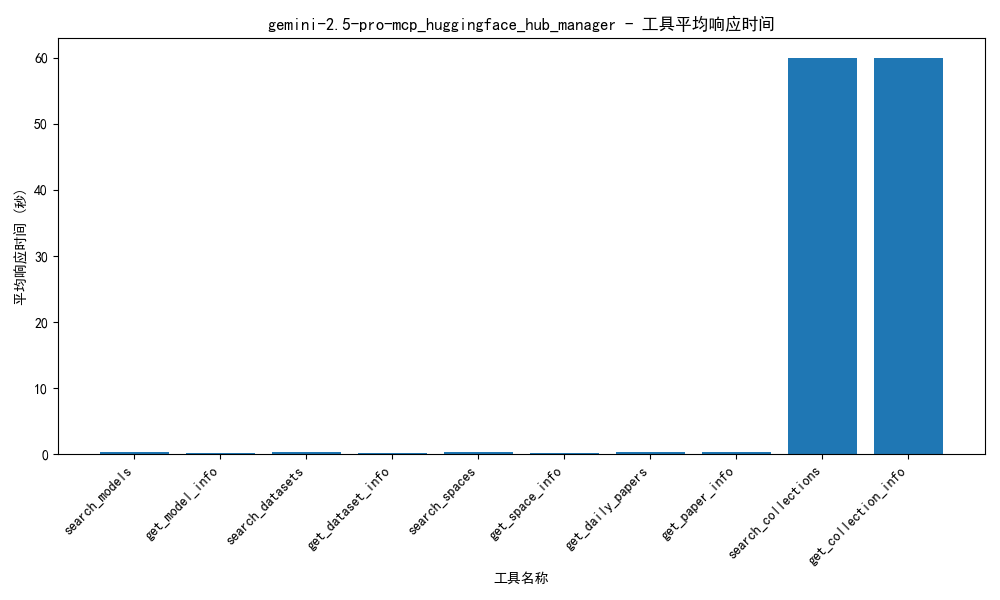 gemini-2.5-pro-mcp_huggingface_hub_manager - 工具平均响应时间
平均响应时间 (秒)
60
50
40
30
20
10
0
search_models
get_model_info
search_datasets
get_dataset_info
search_spaces
get_space_info
get_daily_papers
get_paper_info
search_collections
get_collection_info
工具名称